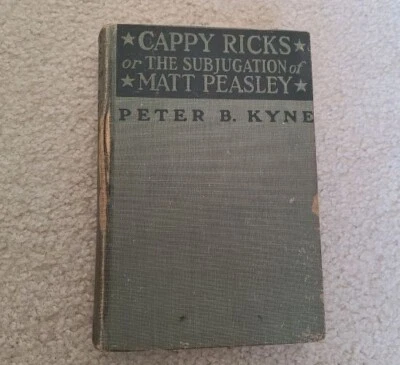 ★ CAPPY RICKS ★
or THE SUBJUGATION of
★ MATT PEASLEY ★
PETER B. KYNE